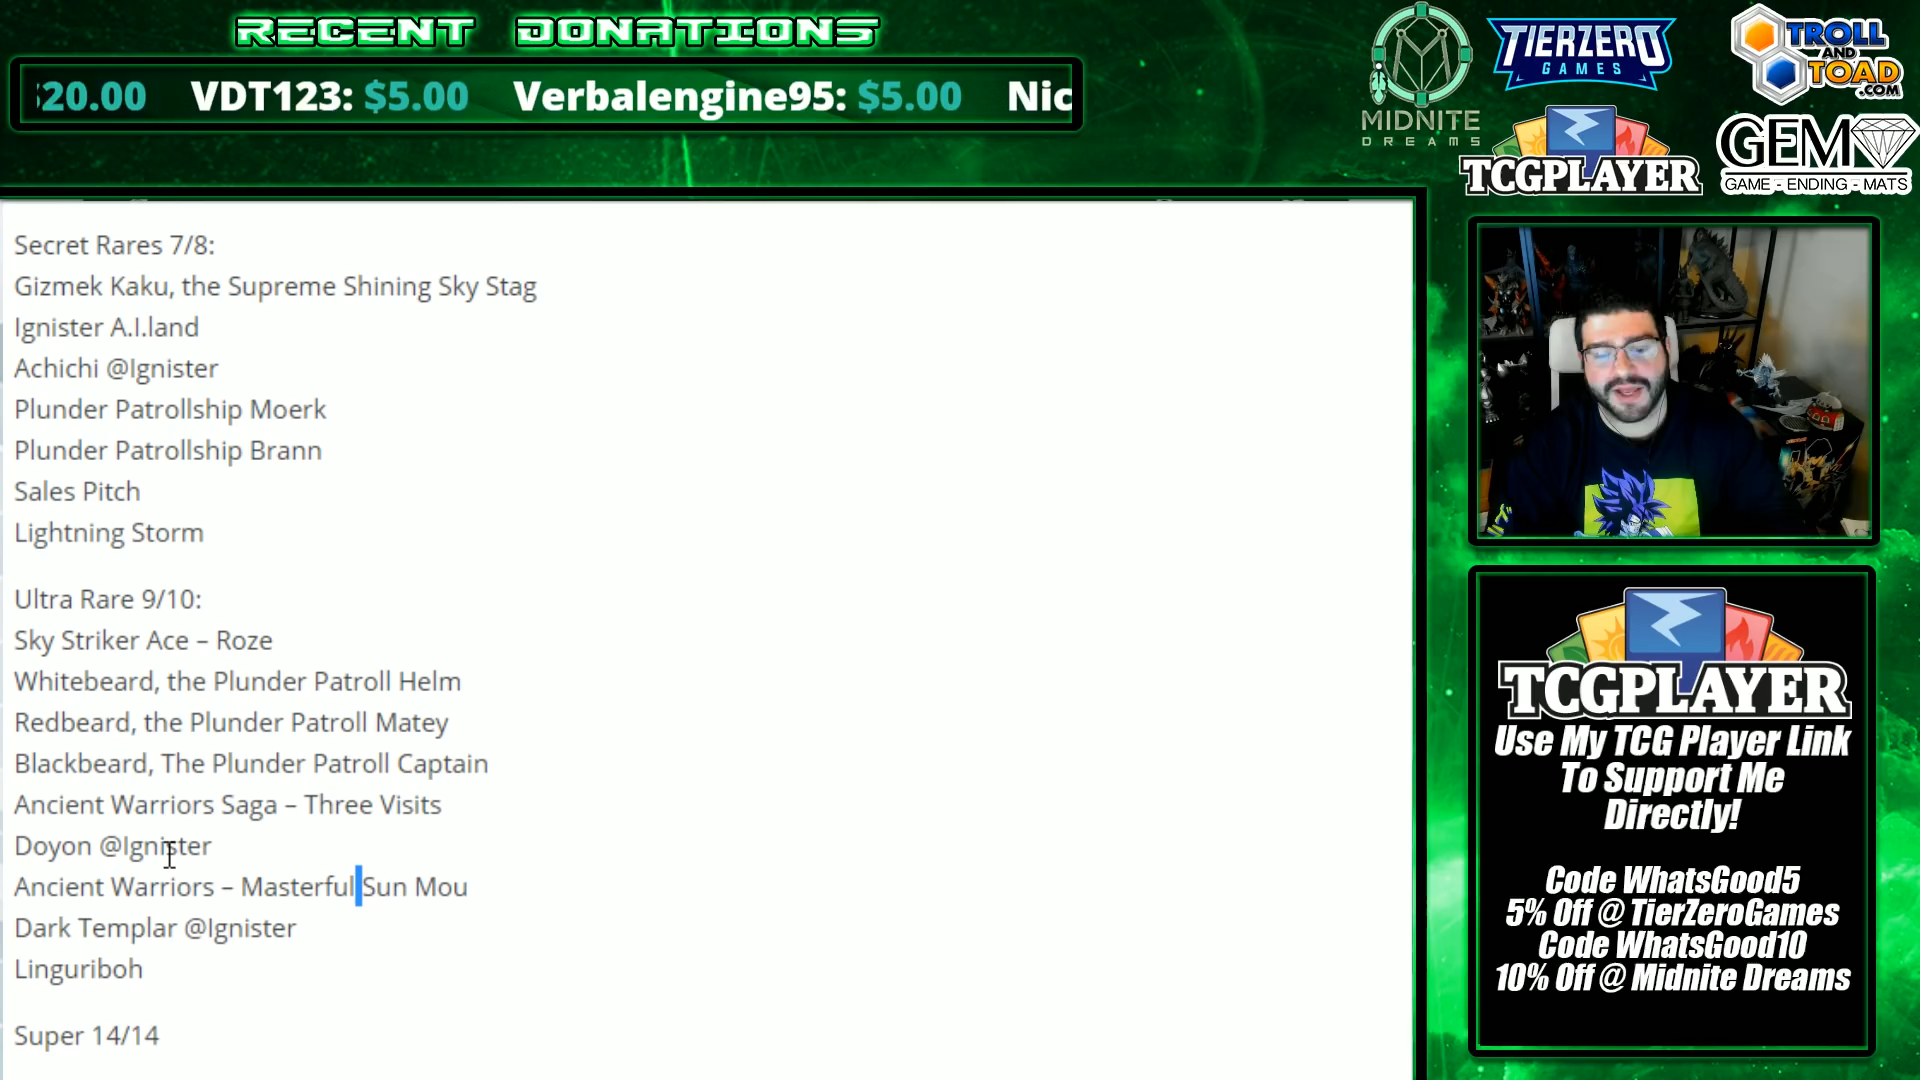 RECENT DONATIONS
$20.00 VDT123: $5.00 Verbalengine95: $5.00 Nic
MIDNITE
DREAMS
TIERZERO
GAMES
TROLL
AND
TOAD
.COM
TCGPLAYER
GEM
GAME - ENDING - MATS
Secret Rares 7/8:
Gizmek Kaku, the Supreme Shining Sky Stag
Ignister A.I.land
Achichi @Ignister
Plunder Patrollship Moerk
Plunder Patrollship Brann
Sales Pitch
Lightning Storm
Ultra Rare 9/10:
Sky Striker Ace – Roze
Whitebeard, the Plunder Patroll Helm
Redbeard, the Plunder Patroll Matey
Blackbeard, The Plunder Patroll Captain
Ancient Warriors Saga – Three Visits
Doyon @Ignister
Ancient Warriors – Masterful Sun Mou
Dark Templar @Ignister
Linguriboh
Super 14/14
TCGPLAYER
Use My TCG Player Link
To Support Me
Directly!
Code WhatsGood5
5% Off @ TierZeroGames
Code WhatsGood10
10% Off @ Midnite Dreams